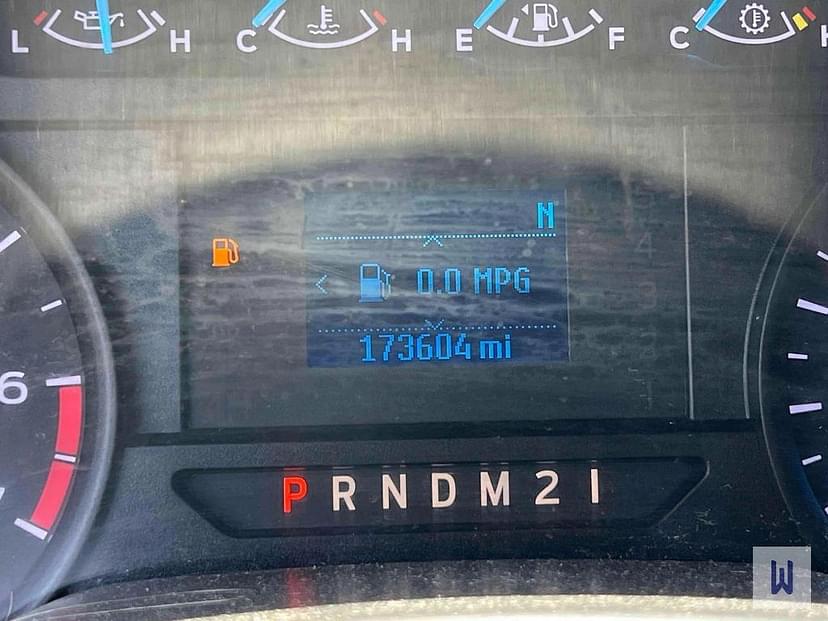 L H C H E F C H
N
0.0 MPG
173604 mi
6
P R N D M 2 1
W